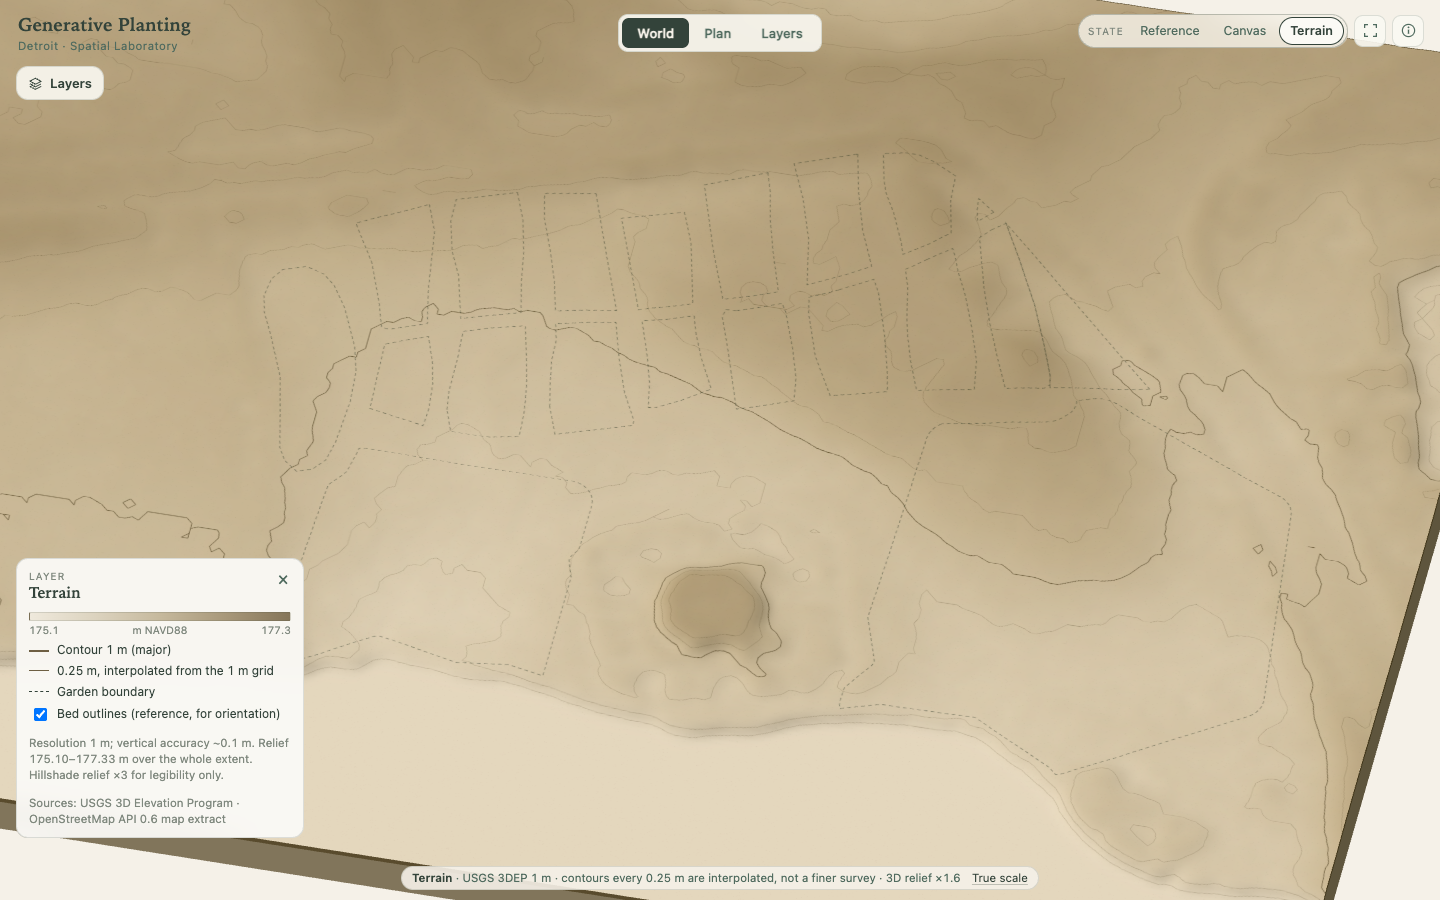 Generative Planting
Detroit · Spatial Laboratory
World
Plan
Layers
STATE
Reference
Canvas
Terrain
Layers
LAYER
Terrain
175.1
m NAVD88
177.3
Contour 1 m (major)
0.25 m, interpolated from the 1 m grid
Garden boundary
Bed outlines (reference, for orientation)
Resolution 1 m; vertical accuracy ~0.1 m. Relief
175.10–177.33 m over the whole extent.
Hillshade relief ×3 for legibility only.
Sources: USGS 3D Elevation Program ·
OpenStreetMap API 0.6 map extract
Terrain · USGS 3DEP 1 m · contours every 0.25 m are interpolated, not a finer survey · 3D relief ×1.6
True scale